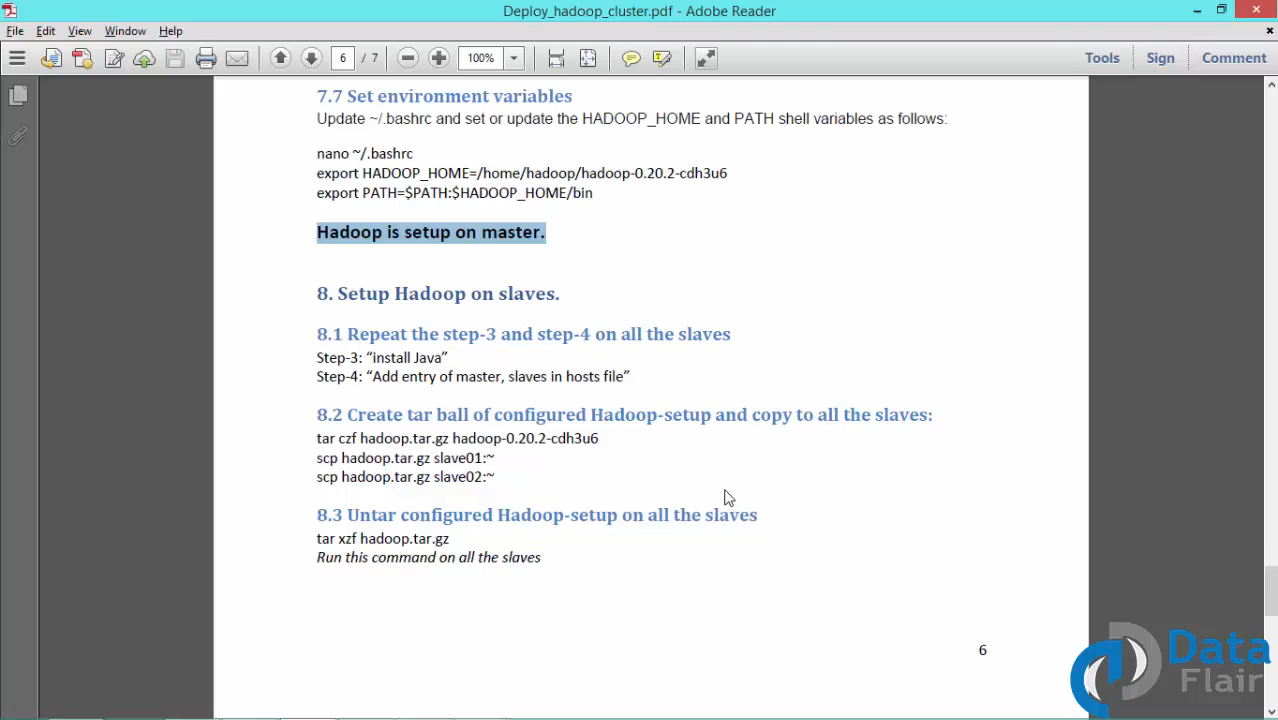 Deploy_hadoop_cluster.pdf - Adobe Reader
File Edit View Window Help
6 / 7 100% Tools Sign Comment
7.7 Set environment variables
Update ~/.bashrc and set or update the HADOOP_HOME and PATH shell variables as follows:
nano ~/.bashrc
export HADOOP_HOME=/home/hadoop/hadoop-0.20.2-cdh3u6
export PATH=$PATH:$HADOOP_HOME/bin
Hadoop is setup on master.
8. Setup Hadoop on slaves.
8.1 Repeat the step-3 and step-4 on all the slaves
Step-3: “install Java”
Step-4: “Add entry of master, slaves in hosts file”
8.2 Create tar ball of configured Hadoop-setup and copy to all the slaves:
tar czf hadoop.tar.gz hadoop-0.20.2-cdh3u6
scp hadoop.tar.gz slave01:~
scp hadoop.tar.gz slave02:~
8.3 Untar configured Hadoop-setup on all the slaves
tar xzf hadoop.tar.gz
Run this command on all the slaves
6
Data
Flair